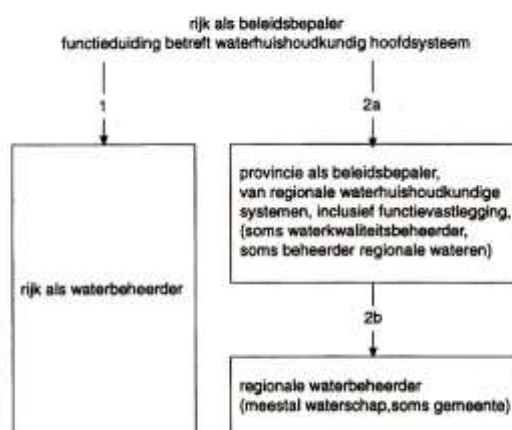 rijk als beleidsbepaler
functieduiding betreft waterhuishoudkundig hoofdsysteem
1
2a
provincie als beleidsbepaler,
van regionale waterhuishoudkundige
systemen, inclusief functievastlegging,
(soms waterkwaliteitsbeheerder,
soms beheerder regionale wateren)
rijk als waterbeheerder
2b
regionale waterbeheerder
(meestal waterschap,soms gemeente)